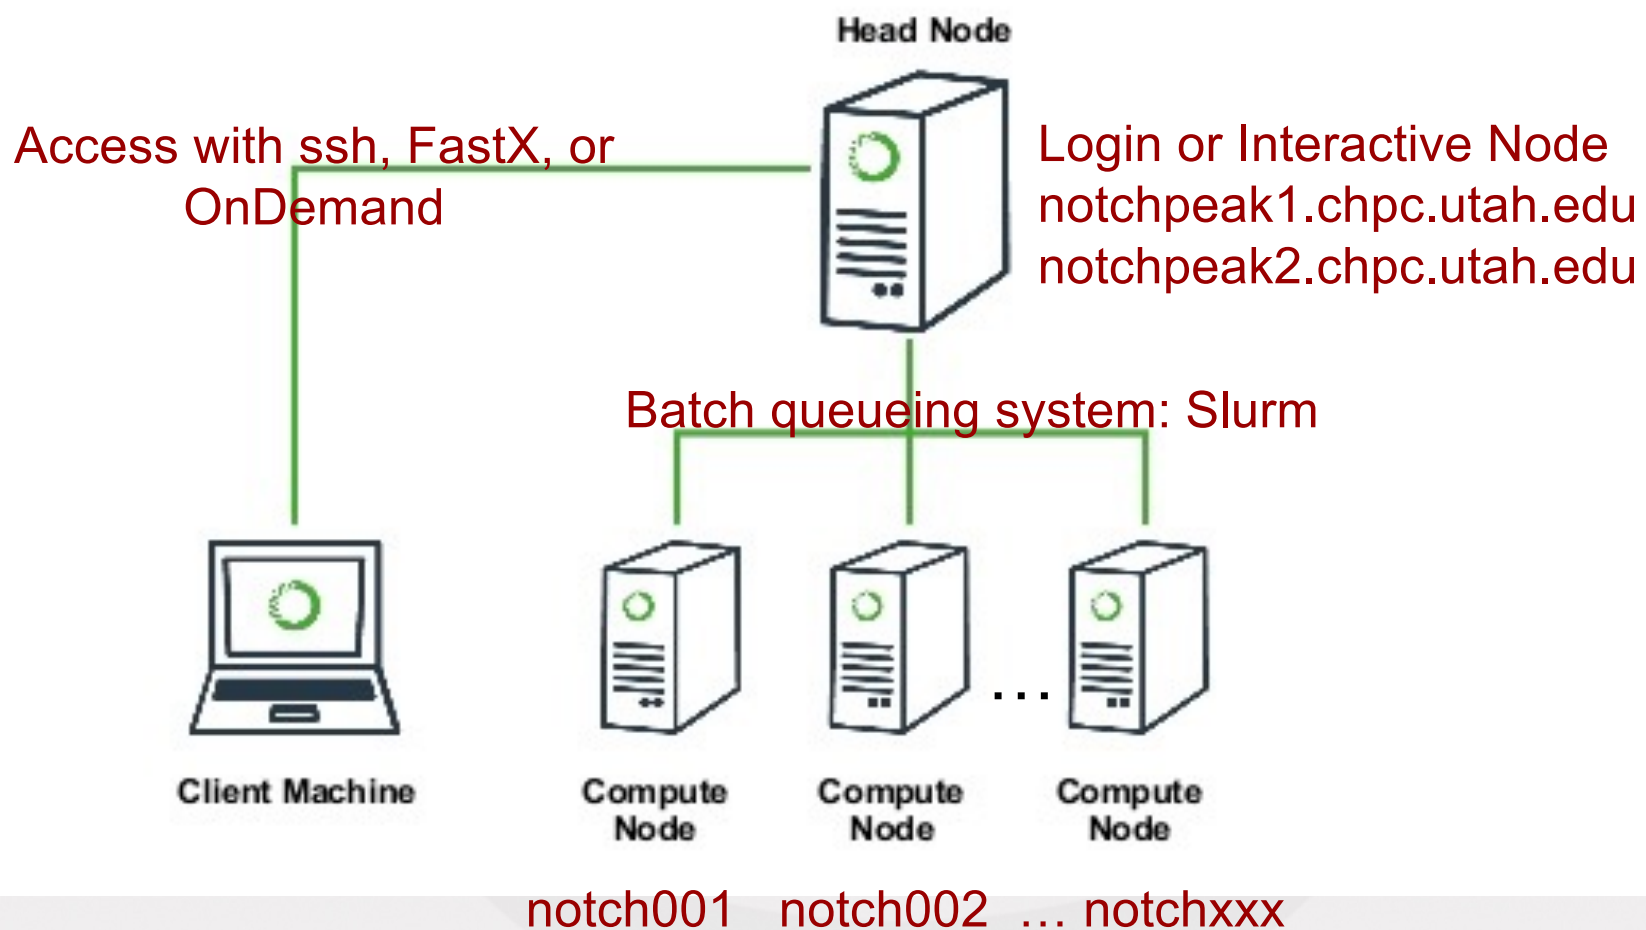 Head Node
Access with ssh, FastX, or
OnDemand
Login or Interactive Node
notchpeak1.chpc.utah.edu
notchpeak2.chpc.utah.edu
Batch queueing system: Slurm
…
Client Machine
Compute
Node
Compute
Node
Compute
Node
notch001 notch002 … notchxxx